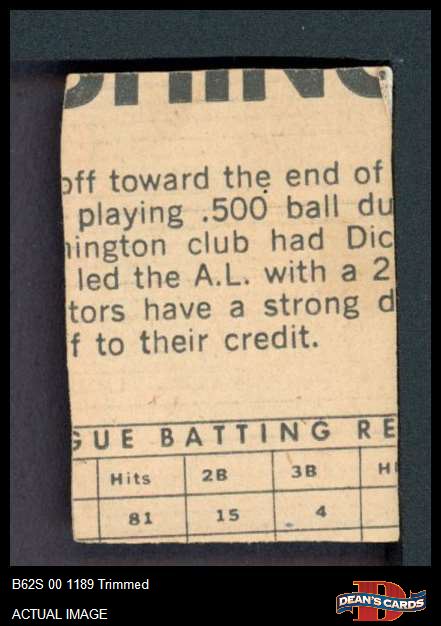 SHING
off toward the end of
playing .500 ball du
nington club had Dic
led the A.L. with a 2
tors have a strong d
f to their credit.
GUE BATTING RE
Hits 2B 3B H
81 15 4
B62S 00 1189 Trimmed
ACTUAL IMAGE
D
DEAN'S CARDS